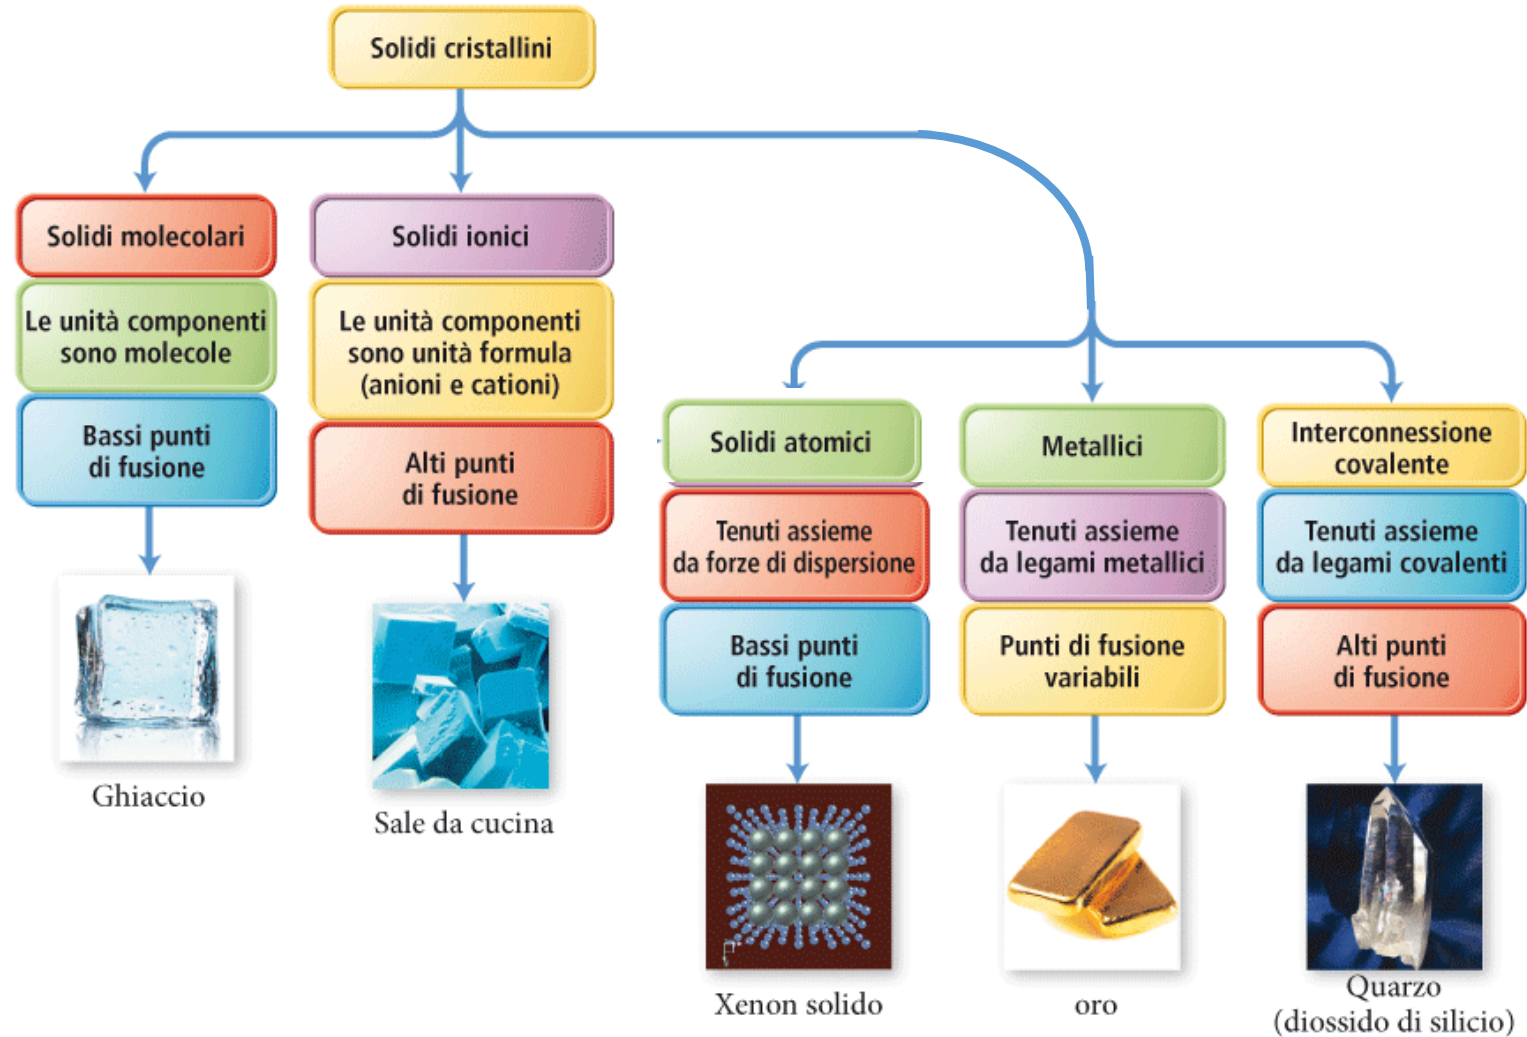 Solidi cristallini
Solidi molecolari
Le unità componenti
sono molecole
Bassi punti
di fusione
Ghiaccio
Solidi ionici
Le unità componenti
sono unità formula
(anioni e cationi)
Alti punti
di fusione
Sale da cucina
Solidi atomici
Tenuti assieme
da forze di dispersione
Bassi punti
di fusione
Xenon solido
Metallici
Tenuti assieme
da legami metallici
Punti di fusione
variabili
oro
Interconnessione
covalente
Tenuti assieme
da legami covalenti
Alti punti
di fusione
Quarzo
(diossido di silicio)